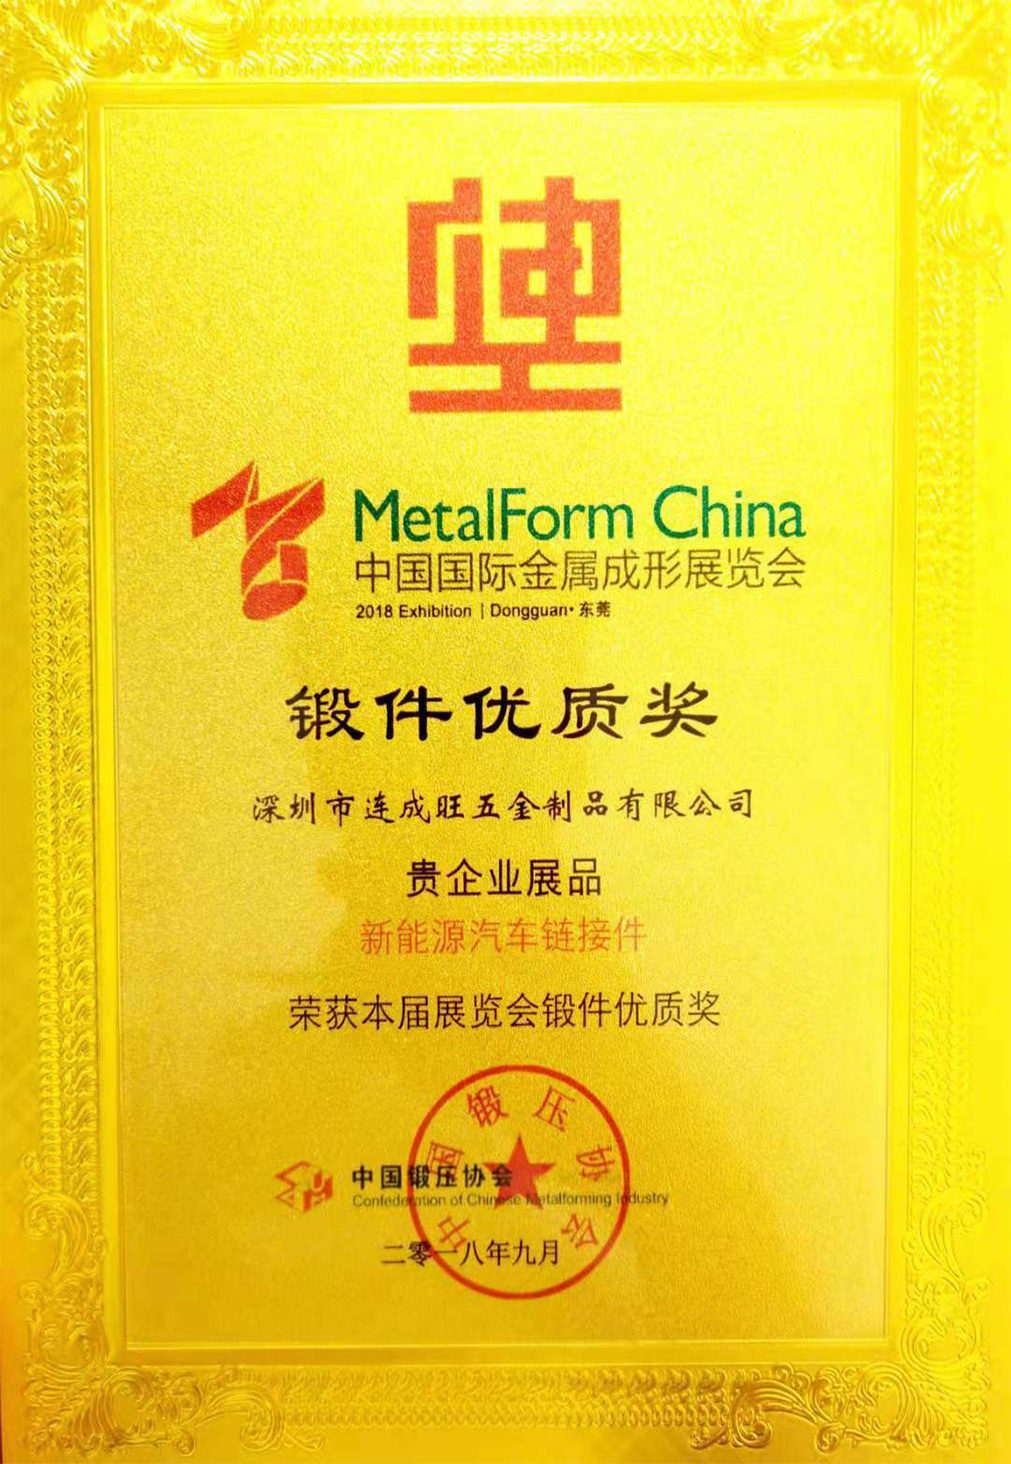 MetalForm China
中国国际金属成形展览会
2018 Exhibition | Dongguan·东莞
锻件优质奖
深圳市连成旺五金制品有限公司
贵企业展品
新能源汽车链接件
荣获本届展览会锻件优质奖
中国锻压协会
中国锻压协会
Confederation of Chinese Metalforming Industry
二零一八年九月